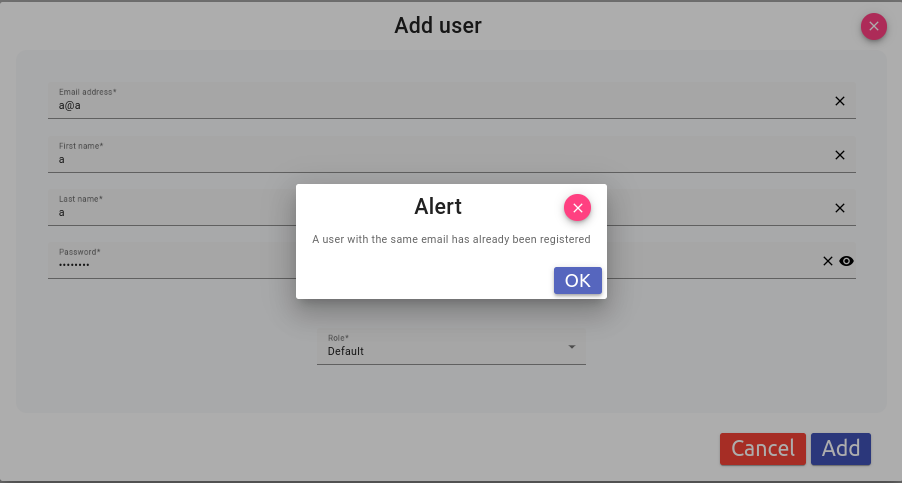 Add user
Email address*
a@a
First name*
a
Last name*
a
Password*
••••••••
Alert
A user with the same email has already been registered
OK
Role*
Default
Cancel
Add